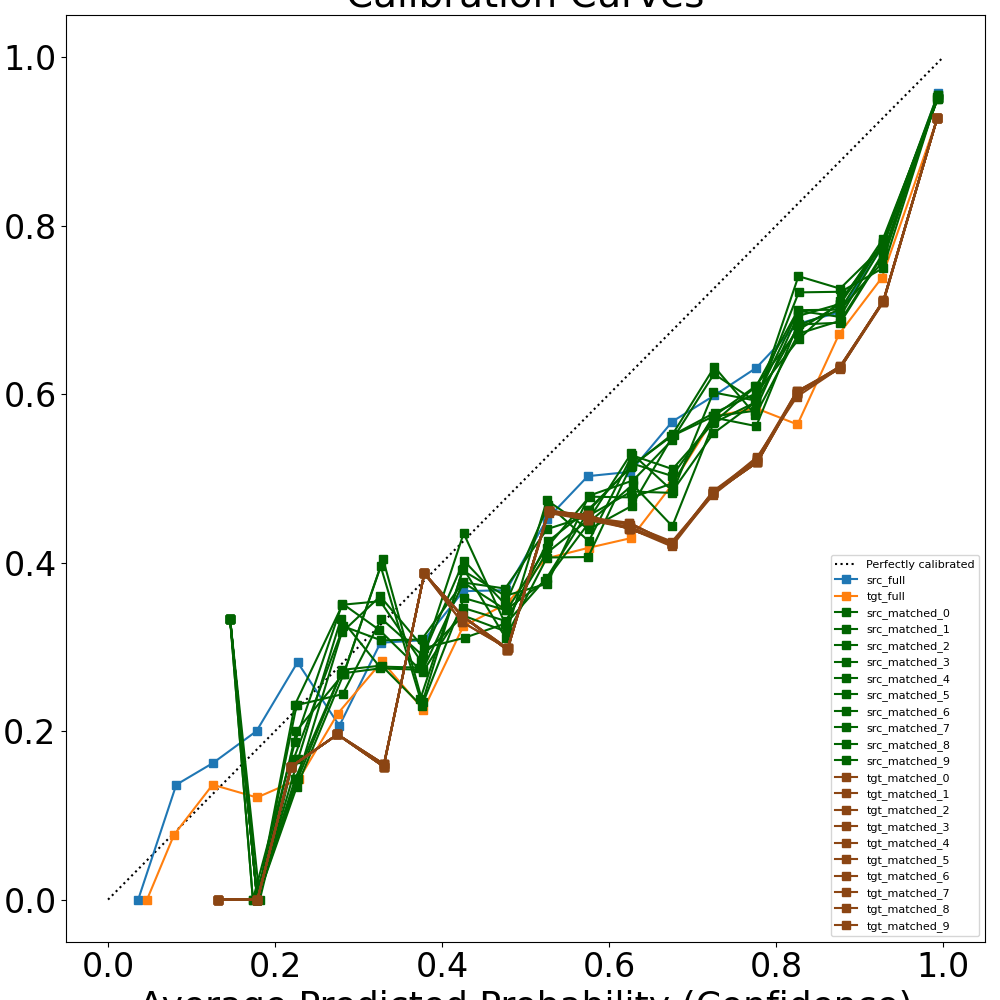 Calibration Curves
1.0
0.8
0.6
0.4
0.2
0.0
Perfectly calibrated
src_full
tgt_full
src_matched_0
src_matched_1
src_matched_2
src_matched_3
src_matched_4
src_matched_5
src_matched_6
src_matched_7
src_matched_8
src_matched_9
tgt_matched_0
tgt_matched_1
tgt_matched_2
tgt_matched_3
tgt_matched_4
tgt_matched_5
tgt_matched_6
tgt_matched_7
tgt_matched_8
tgt_matched_9
0.0 0.2 0.4 0.6 0.8 1.0
Average Predicted Probability (Confidence)